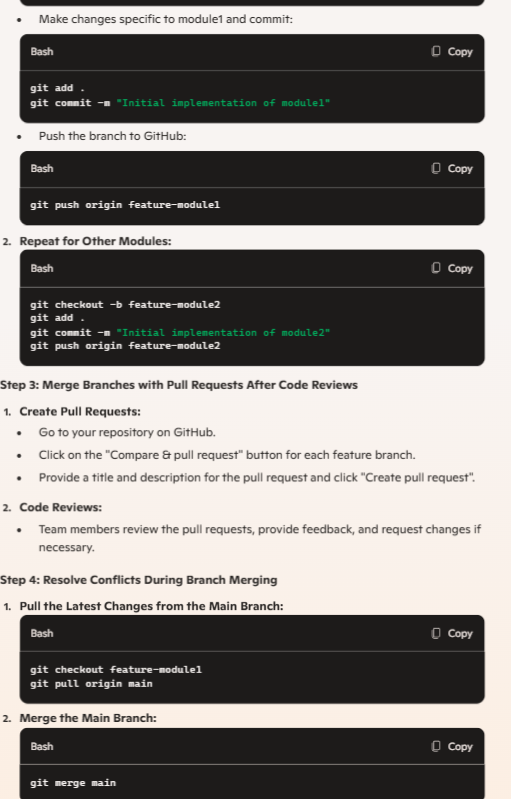 • Make changes specific to module1 and commit:
Bash
Copy
git add .
git commit -m "Initial implementation of module1"
• Push the branch to GitHub:
Bash
Copy
git push origin feature-module1
2. Repeat for Other Modules:
Bash
Copy
git checkout -b feature-module2
git add .
git commit -m "Initial implementation of module2"
git push origin feature-module2
Step 3: Merge Branches with Pull Requests After Code Reviews
1. Create Pull Requests:
• Go to your repository on GitHub.
• Click on the "Compare & pull request" button for each feature branch.
• Provide a title and description for the pull request and click "Create pull request".
2. Code Reviews:
• Team members review the pull requests, provide feedback, and request changes if
necessary.
Step 4: Resolve Conflicts During Branch Merging
1. Pull the Latest Changes from the Main Branch:
Bash
Copy
git checkout feature-module1
git pull origin main
2. Merge the Main Branch:
Bash
Copy
git merge main